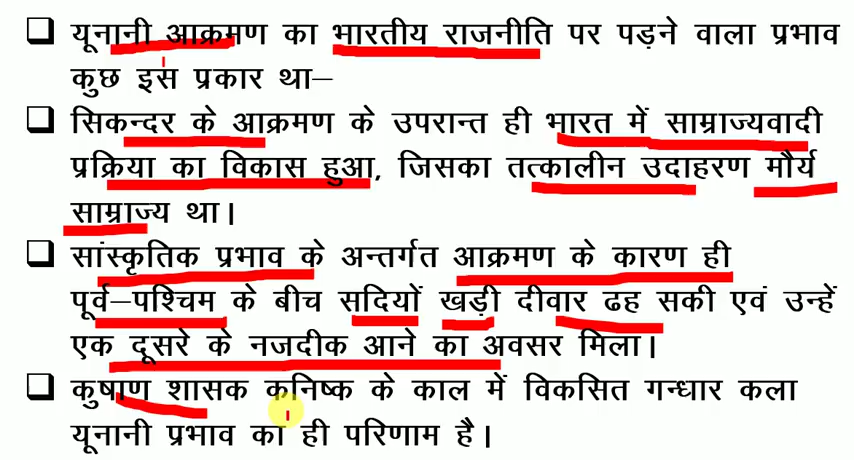 ❑ यूनानी आक्रमण का भारतीय राजनीति पर पड़ने वाला प्रभाव
कुछ इस प्रकार था–
❑ सिकन्दर के आक्रमण के उपरान्त ही भारत में साम्राज्यवादी
प्रक्रिया का विकास हुआ, जिसका तत्कालीन उदाहरण मौर्य
साम्राज्य था।
❑ सांस्कृतिक प्रभाव के अन्तर्गत आक्रमण के कारण ही
पूर्व–पश्चिम के बीच सदियों खड़ी दीवार ढह सकी एवं उन्हें
एक दूसरे के नजदीक आने का अवसर मिला।
❑ कुषाण शासक कनिष्क के काल में विकसित गन्धार कला
यूनानी प्रभाव का ही परिणाम है।